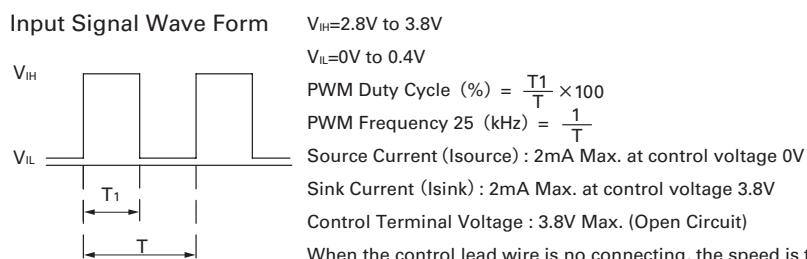 Input Signal Wave Form
VIH=2.8V to 3.8V
VIL=0V to 0.4V
VIH
PWM Duty Cycle (%) = T1/T ×100
PWM Frequency 25 (kHz) = 1/T
VIL
Source Current (Isource) : 2mA Max. at control voltage 0V
T1
Sink Current (Isink) : 2mA Max. at control voltage 3.8V
Control Terminal Voltage : 3.8V Max. (Open Circuit)
T
When the control lead wire is no connecting, the speed is